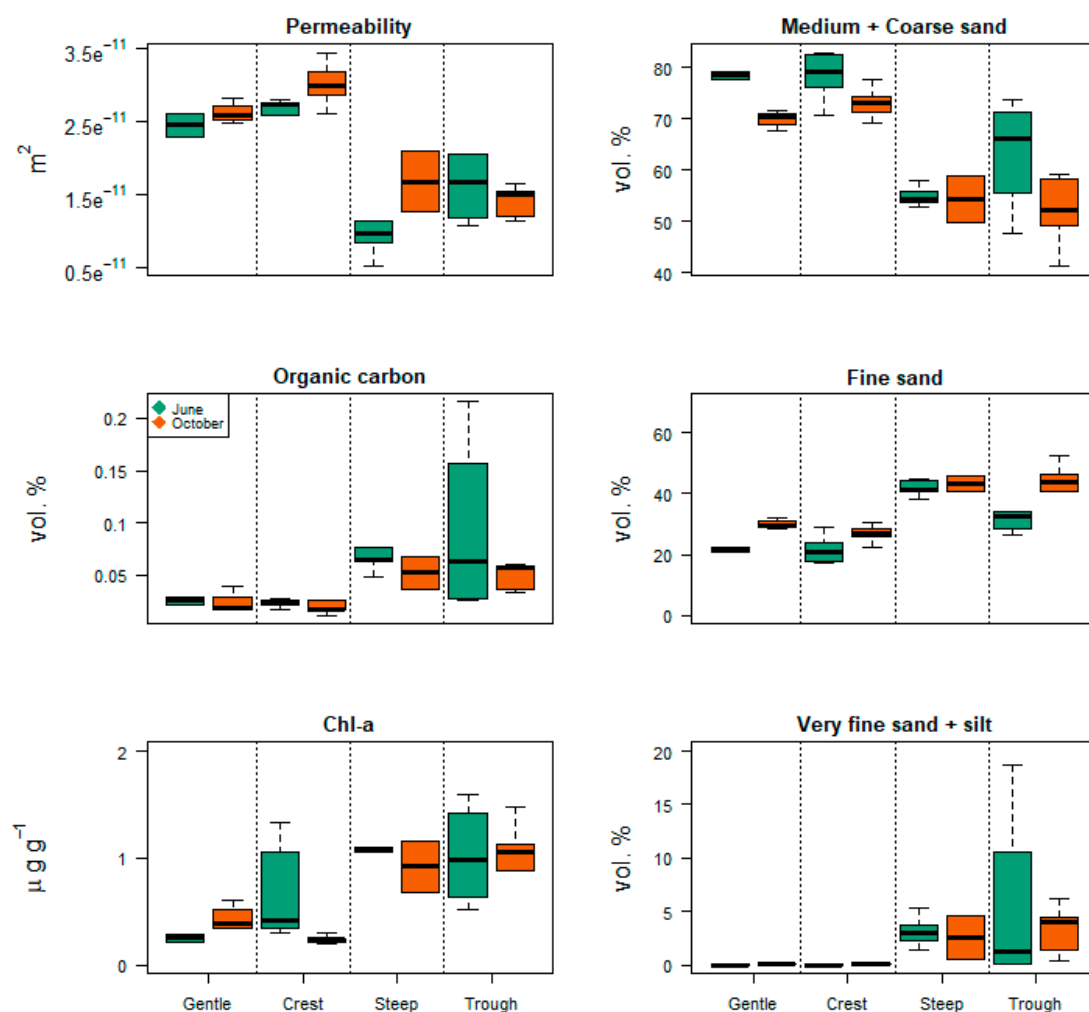 Permeability
3.5e⁻¹¹
2.5e⁻¹¹
1.5e⁻¹¹
0.5e⁻¹¹
m²
Medium + Coarse sand
80
70
60
50
40
vol. %
Organic carbon
June
October
0.2
0.15
0.1
0.05
vol. %
Fine sand
60
40
20
0
vol. %
Chl-a
2
1
0
μ g g⁻¹
Gentle Crest Steep Trough
Very fine sand + silt
20
15
10
5
0
vol. %
Gentle Crest Steep Trough